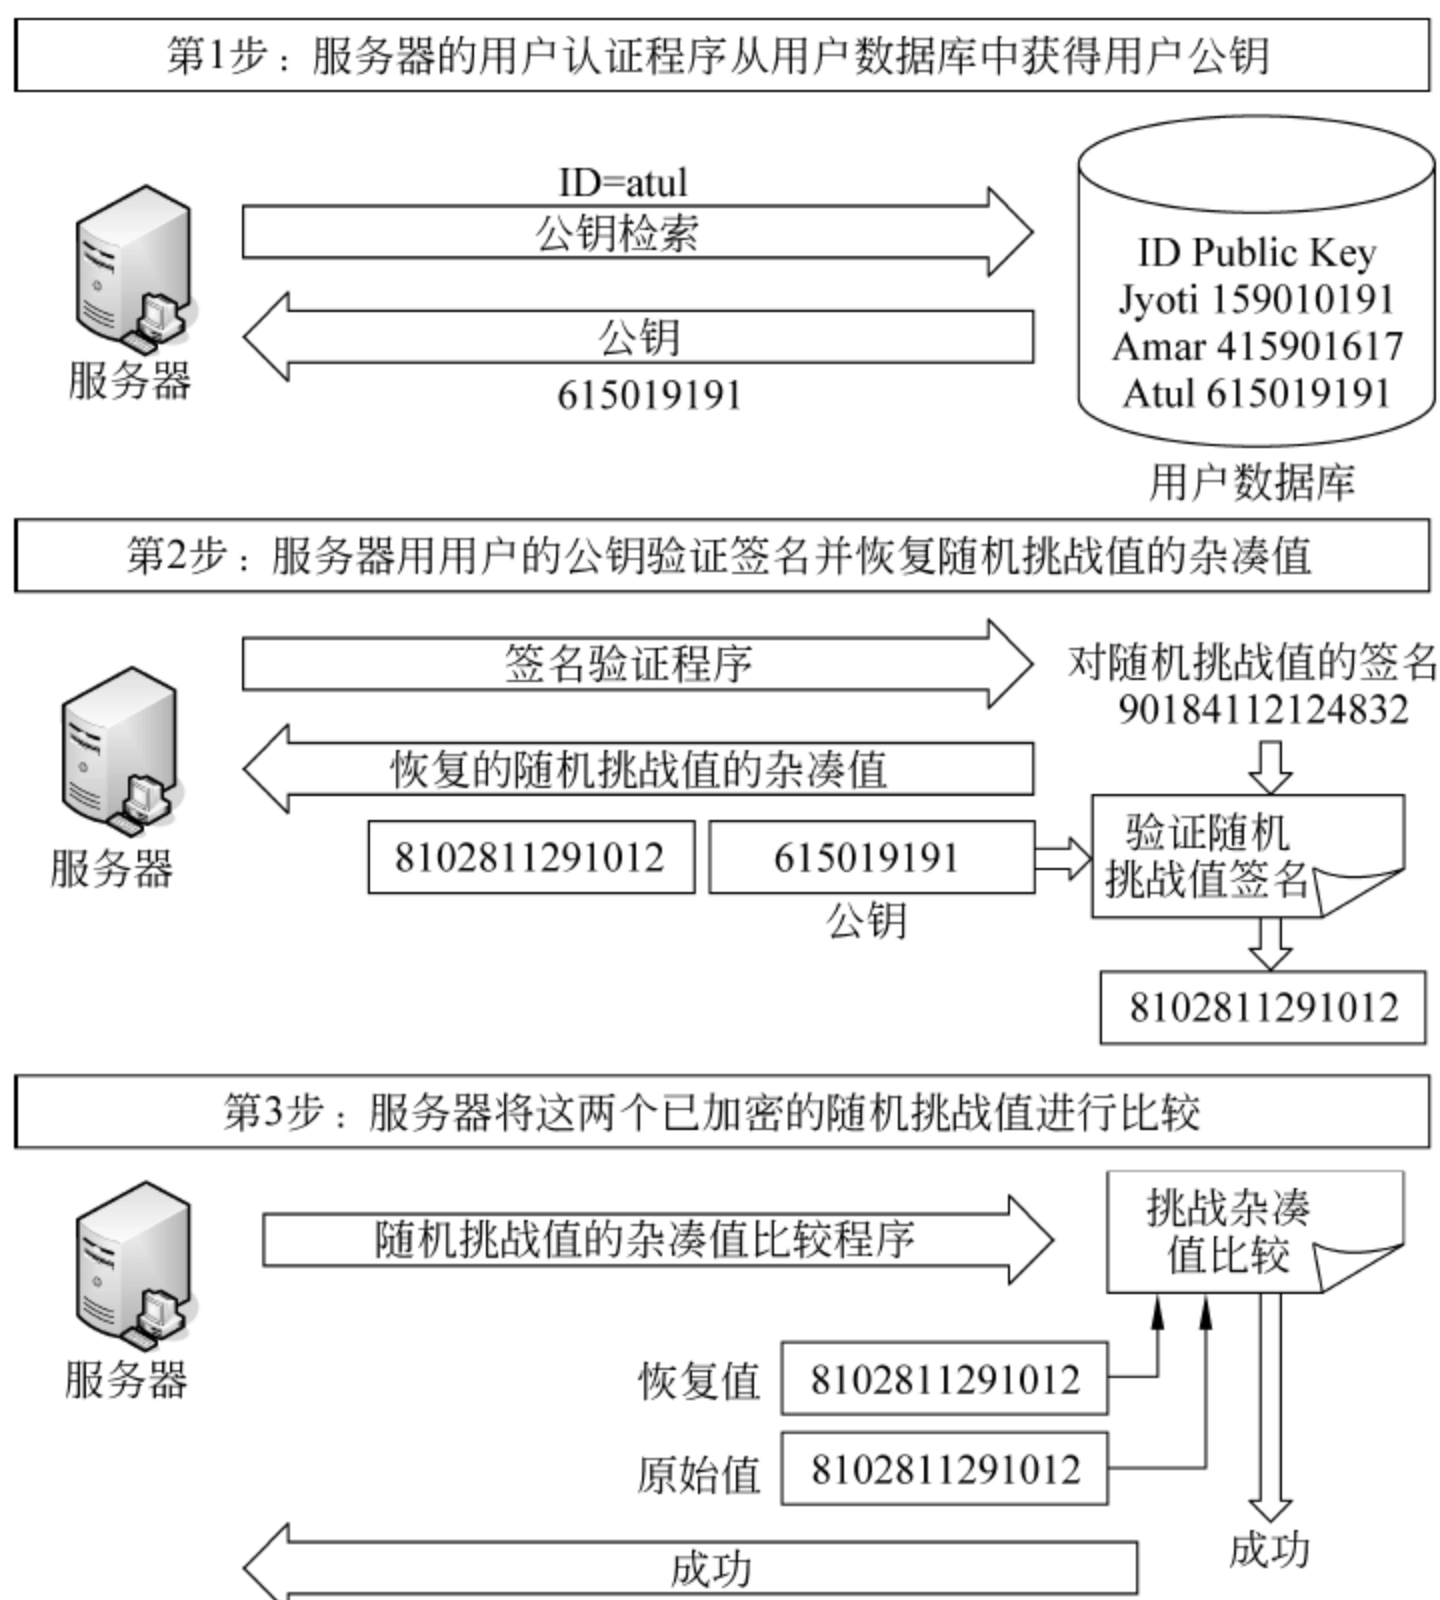 第1步：服务器的用户认证程序从用户数据库中获得用户公钥
ID=atul
公钥检索
公钥
615019191
服务器
ID Public Key
Jyoti 159010191
Amar 415901617
Atul 615019191
用户数据库
第2步：服务器用用户的公钥验证签名并恢复随机挑战值的杂凑值
签名验证程序
对随机挑战值的签名
90184112124832
恢复的随机挑战值的杂凑值
服务器
8102811291012
615019191
公钥
验证随机
挑战值签名
8102811291012
第3步：服务器将这两个已加密的随机挑战值进行比较
随机挑战值的杂凑值比较程序
挑战杂凑
值比较
服务器
恢复值
8102811291012
原始值
8102811291012
成功
成功